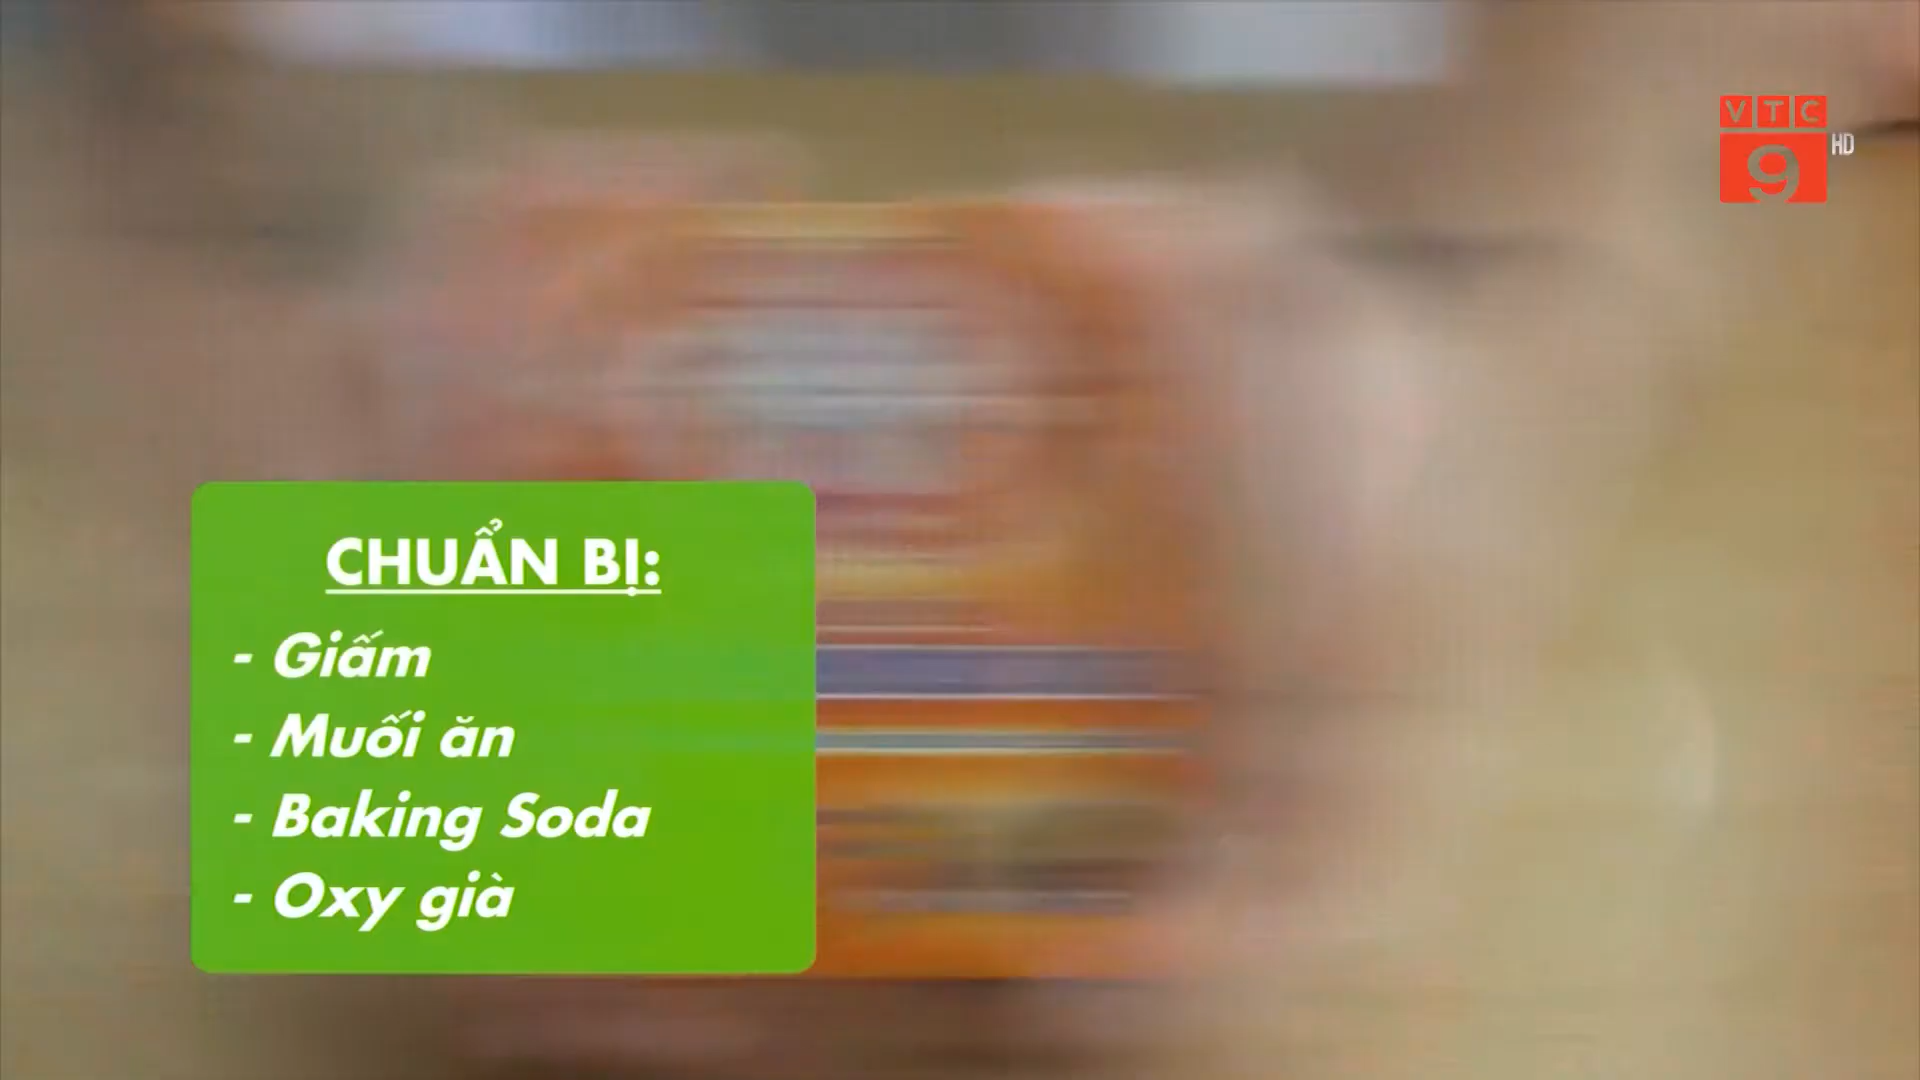 VTC
9
HD
CHUẨN BỊ:
- Giấm
- Muối ăn
- Baking Soda
- Oxy già